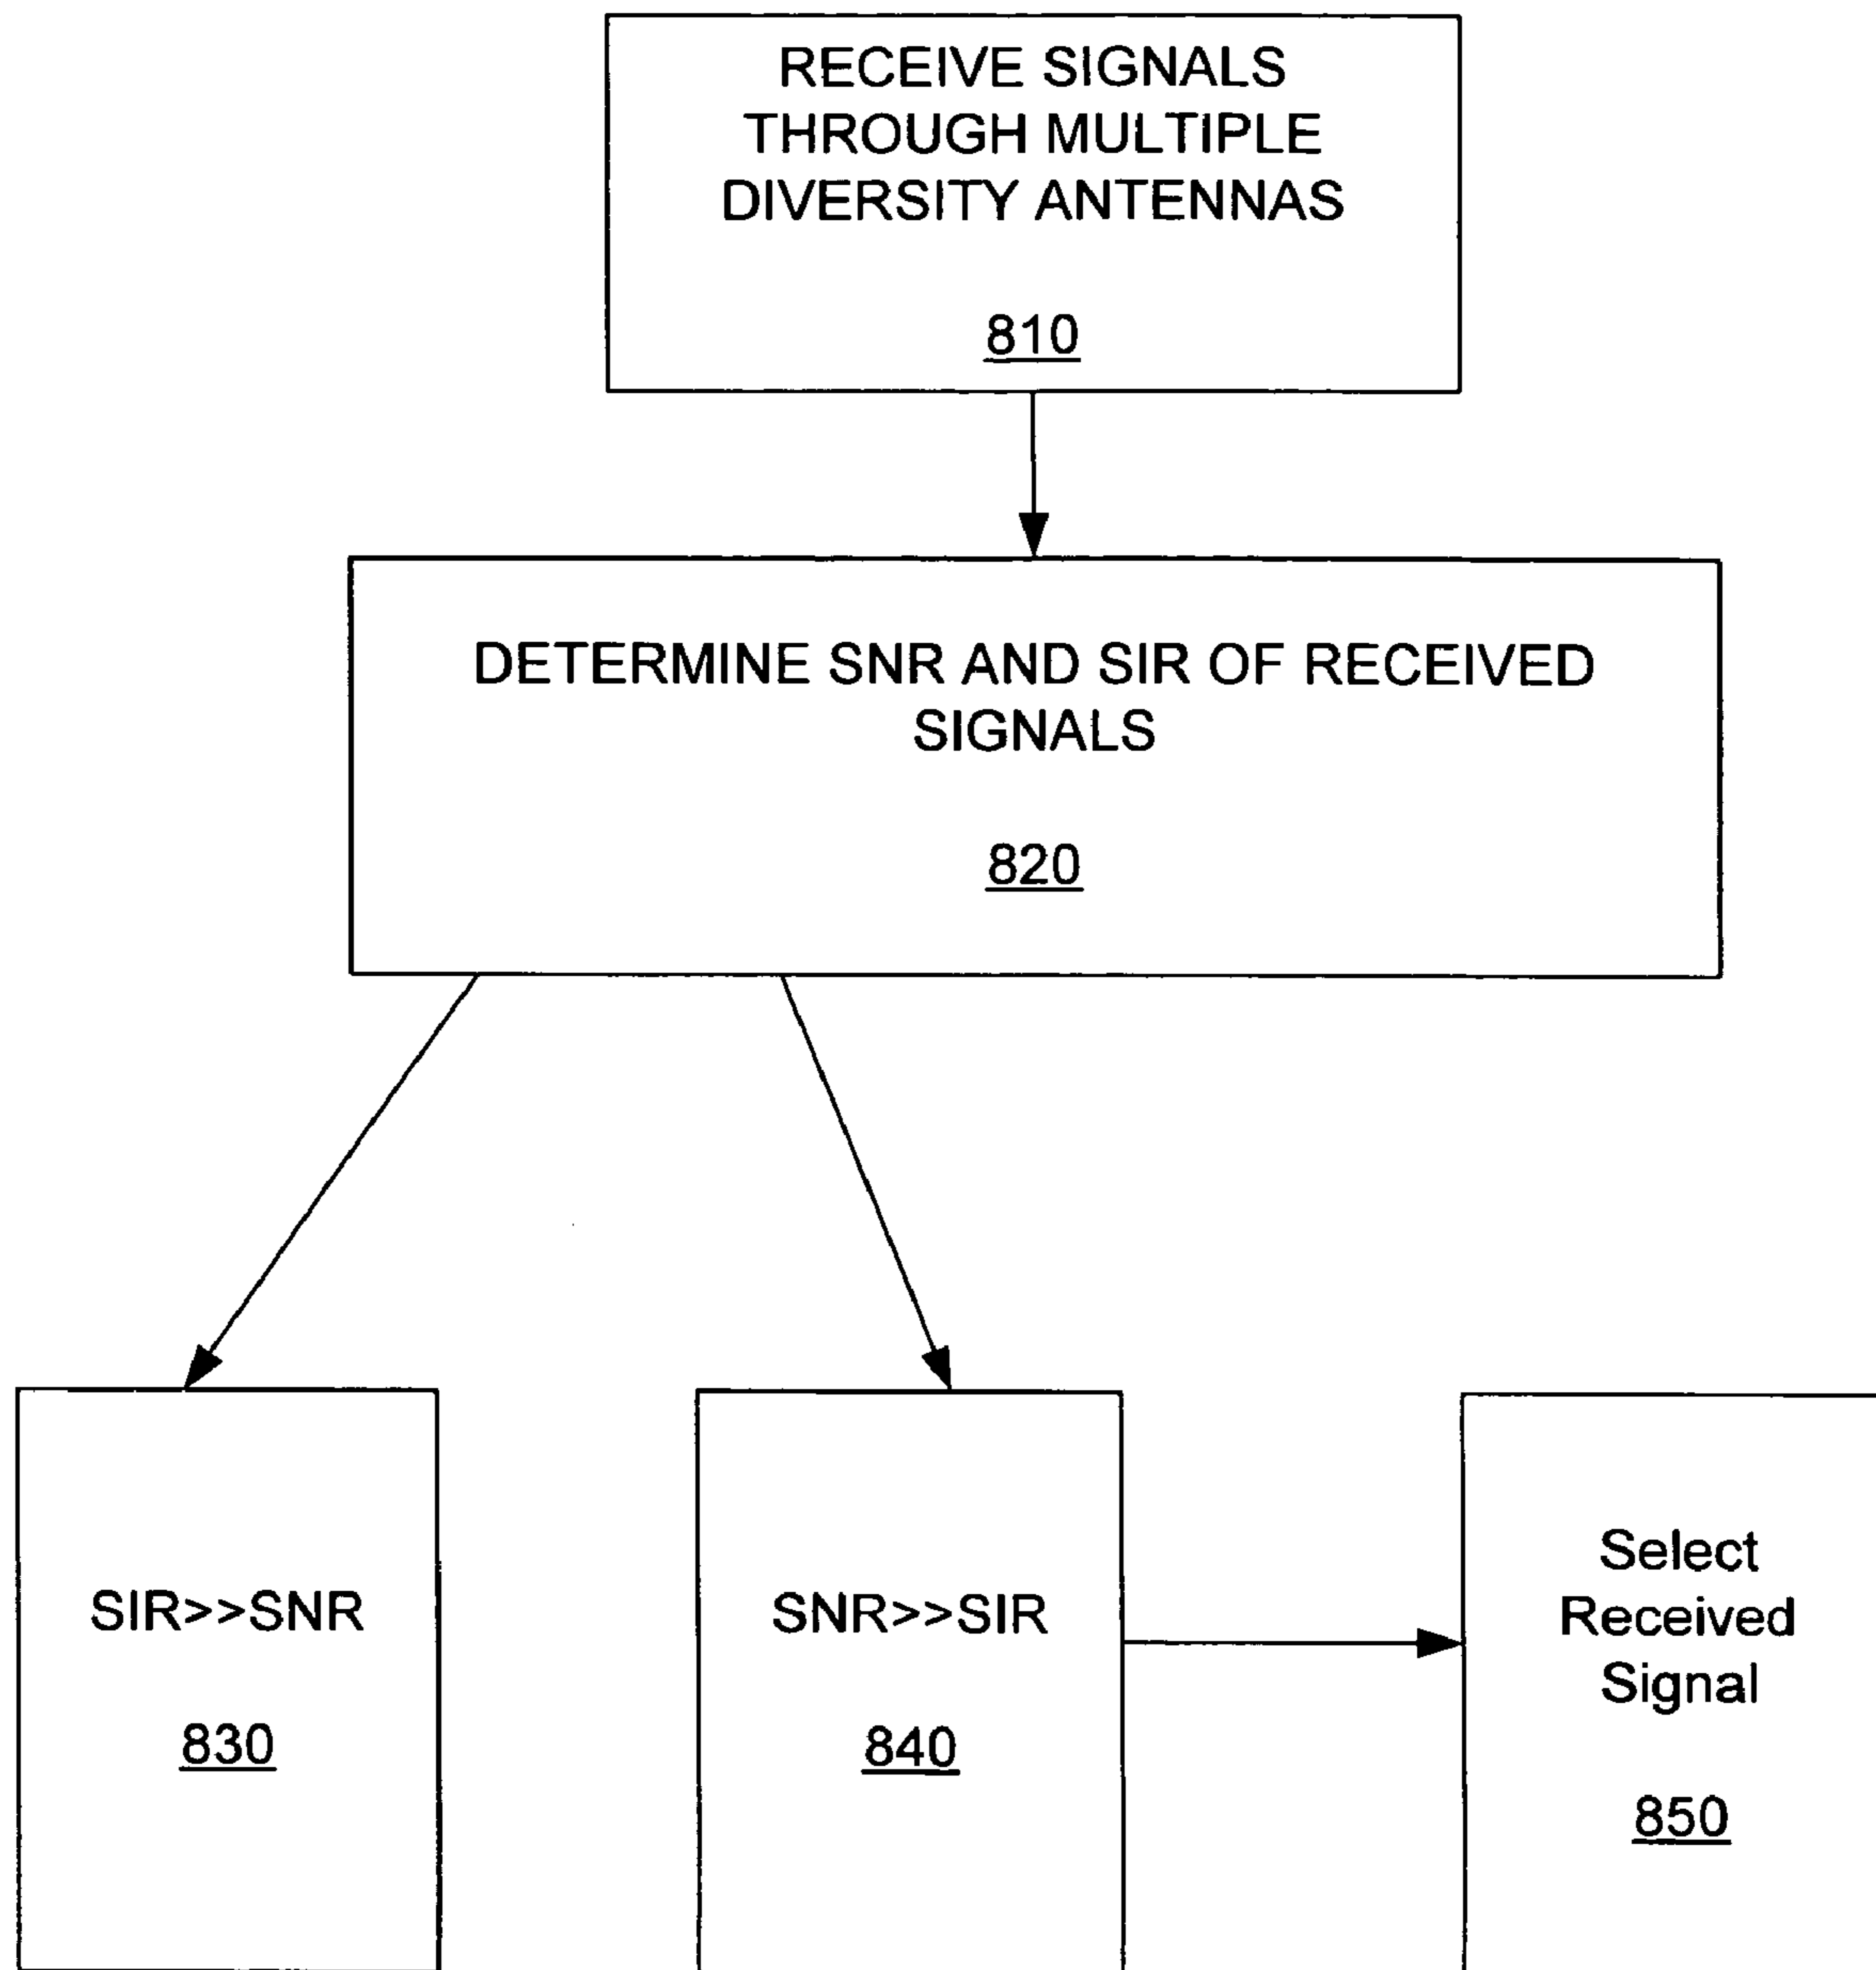 RECEIVE SIGNALS
THROUGH MULTIPLE
DIVERSITY ANTENNAS
810
DETERMINE SNR AND SIR OF RECEIVED
SIGNALS
820
SIR>>SNR
830
SNR>>SIR
840
Select
Received
Signal
850